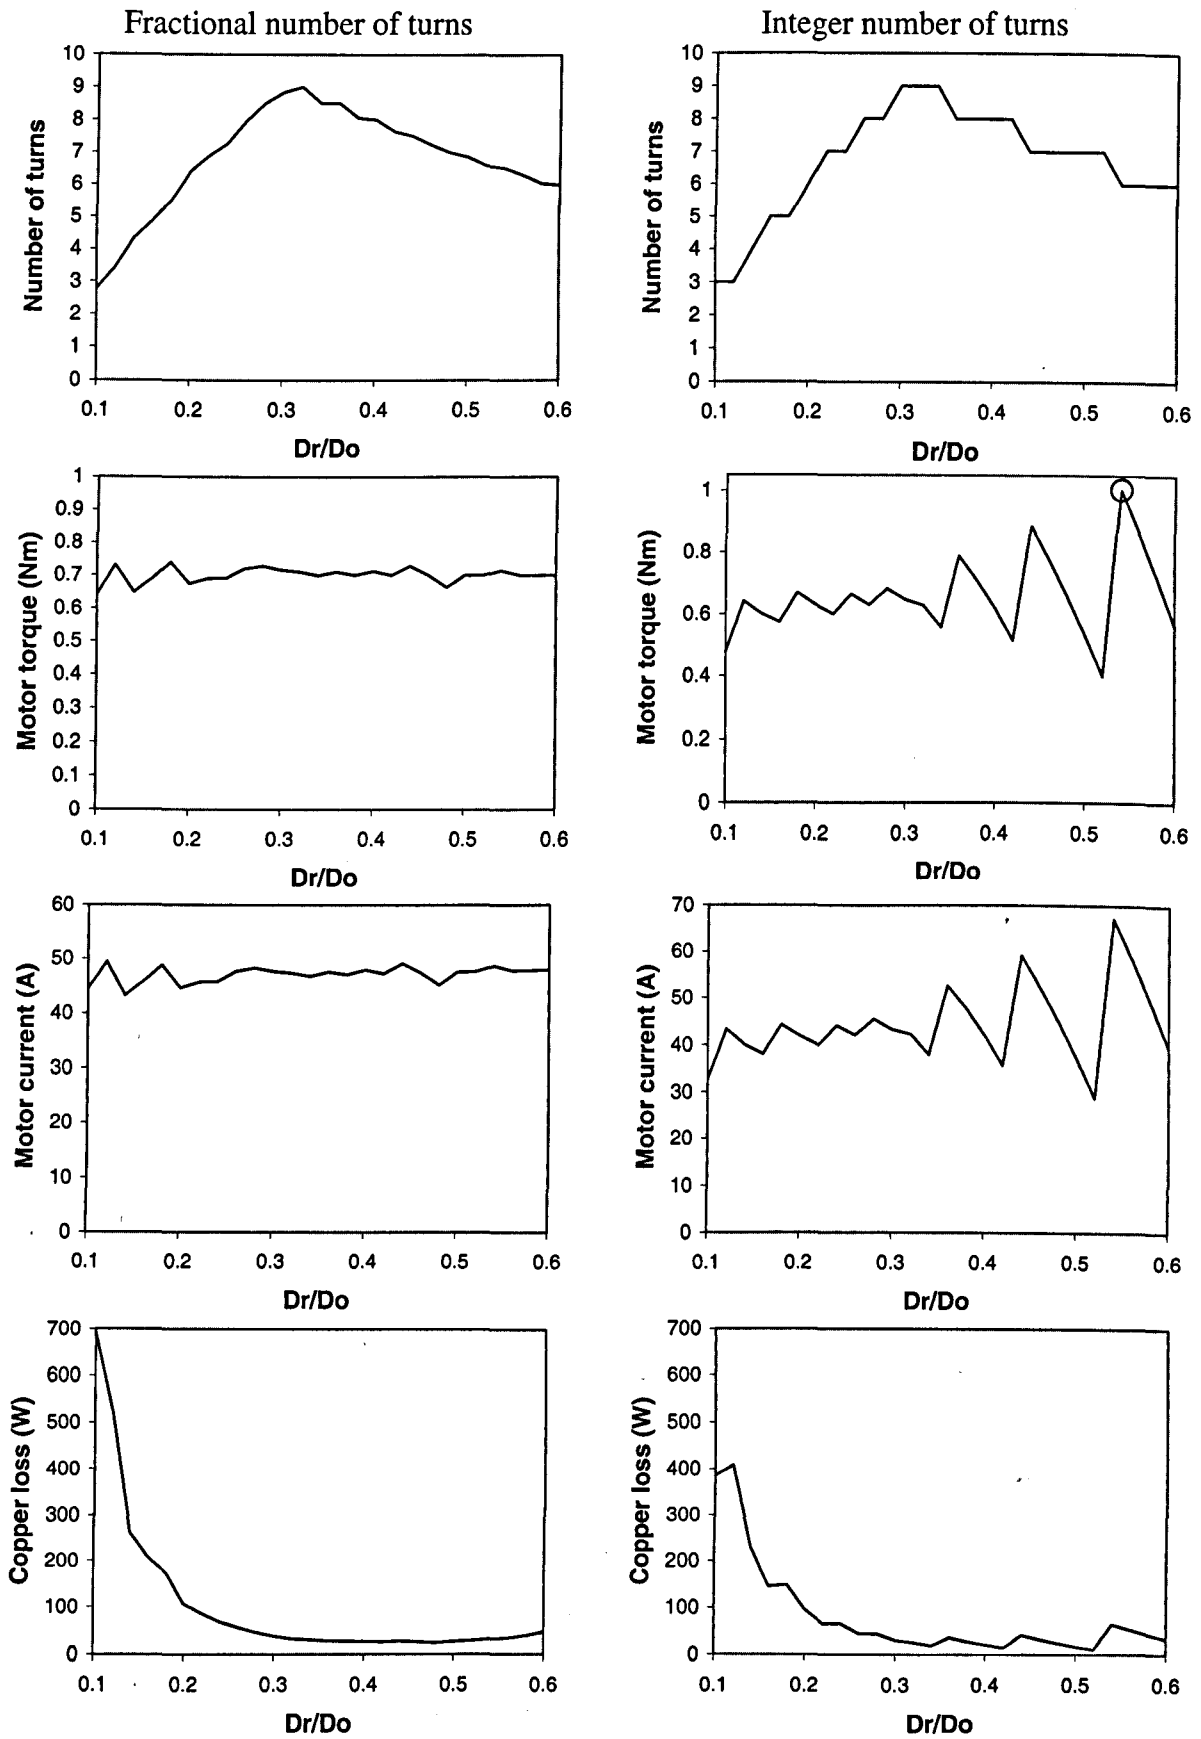 Fractional number of turns
Integer number of turns
10
9
8
7
6
5
4
3
2
1
0
Number of turns
0.1 0.2 0.3 0.4 0.5 0.6
Dr/Do
10
9
8
7
6
5
4
3
2
1
0
Number of turns
0.1 0.2 0.3 0.4 0.5 0.6
Dr/Do
1
0.9
0.8
0.7
0.6
0.5
0.4
0.3
0.2
0.1
0
Motor torque (Nm)
0.1 0.2 0.3 0.4 0.5 0.6
Dr/Do
1
0.8
0.6
0.4
0.2
0
Motor torque (Nm)
0.1 0.2 0.3 0.4 0.5 0.6
Dr/Do
60
50
40
30
20
10
0
Motor current (A)
0.1 0.2 0.3 0.4 0.5 0.6
Dr/Do
70
60
50
40
30
20
10
0
Motor current (A)
0.1 0.2 0.3 0.4 0.5 0.6
Dr/Do
700
600
500
400
300
200
100
0
Copper loss (W)
0.1 0.2 0.3 0.4 0.5 0.6
Dr/Do
700
600
500
400
300
200
100
0
Copper loss (W)
0.1 0.2 0.3 0.4 0.5 0.6
Dr/Do